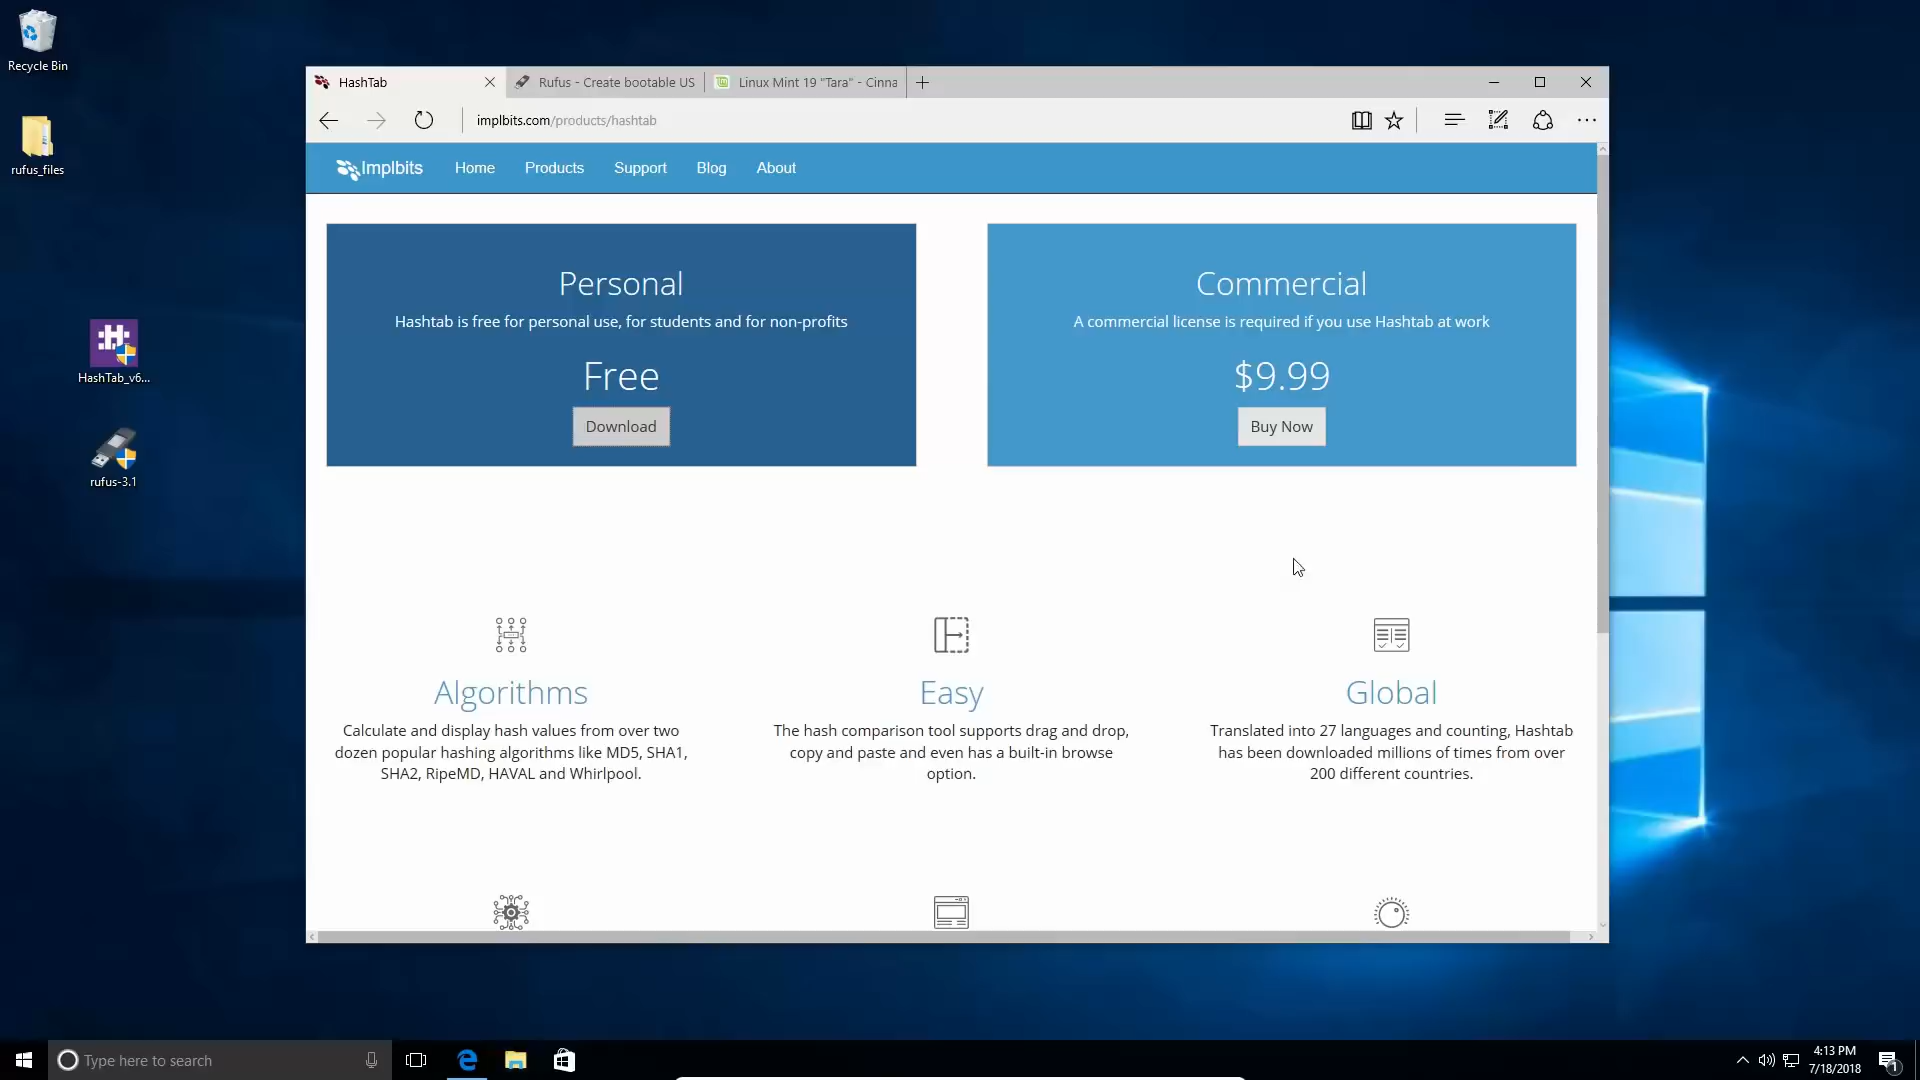 Recycle Bin
rufus_files
HashTab_v6...
rufus-3.1
HashTab
Rufus - Create bootable US
Linux Mint 19 "Tara" - Cinna
implbits.com/products/hashtab
Implbits
Home
Products
Support
Blog
About
Personal
Hashtab is free for personal use, for students and for non-profits
Free
Download
Commercial
A commercial license is required if you use Hashtab at work
$9.99
Buy Now
Algorithms
Calculate and display hash values from over two
dozen popular hashing algorithms like MD5, SHA1,
SHA2, RipeMD, HAVAL and Whirlpool.
Easy
The hash comparison tool supports drag and drop,
copy and paste and even has a built-in browse
option.
Global
Translated into 27 languages and counting, Hashtab
has been downloaded millions of times from over
200 different countries.
Type here to search
4:13 PM
7/18/2018
1